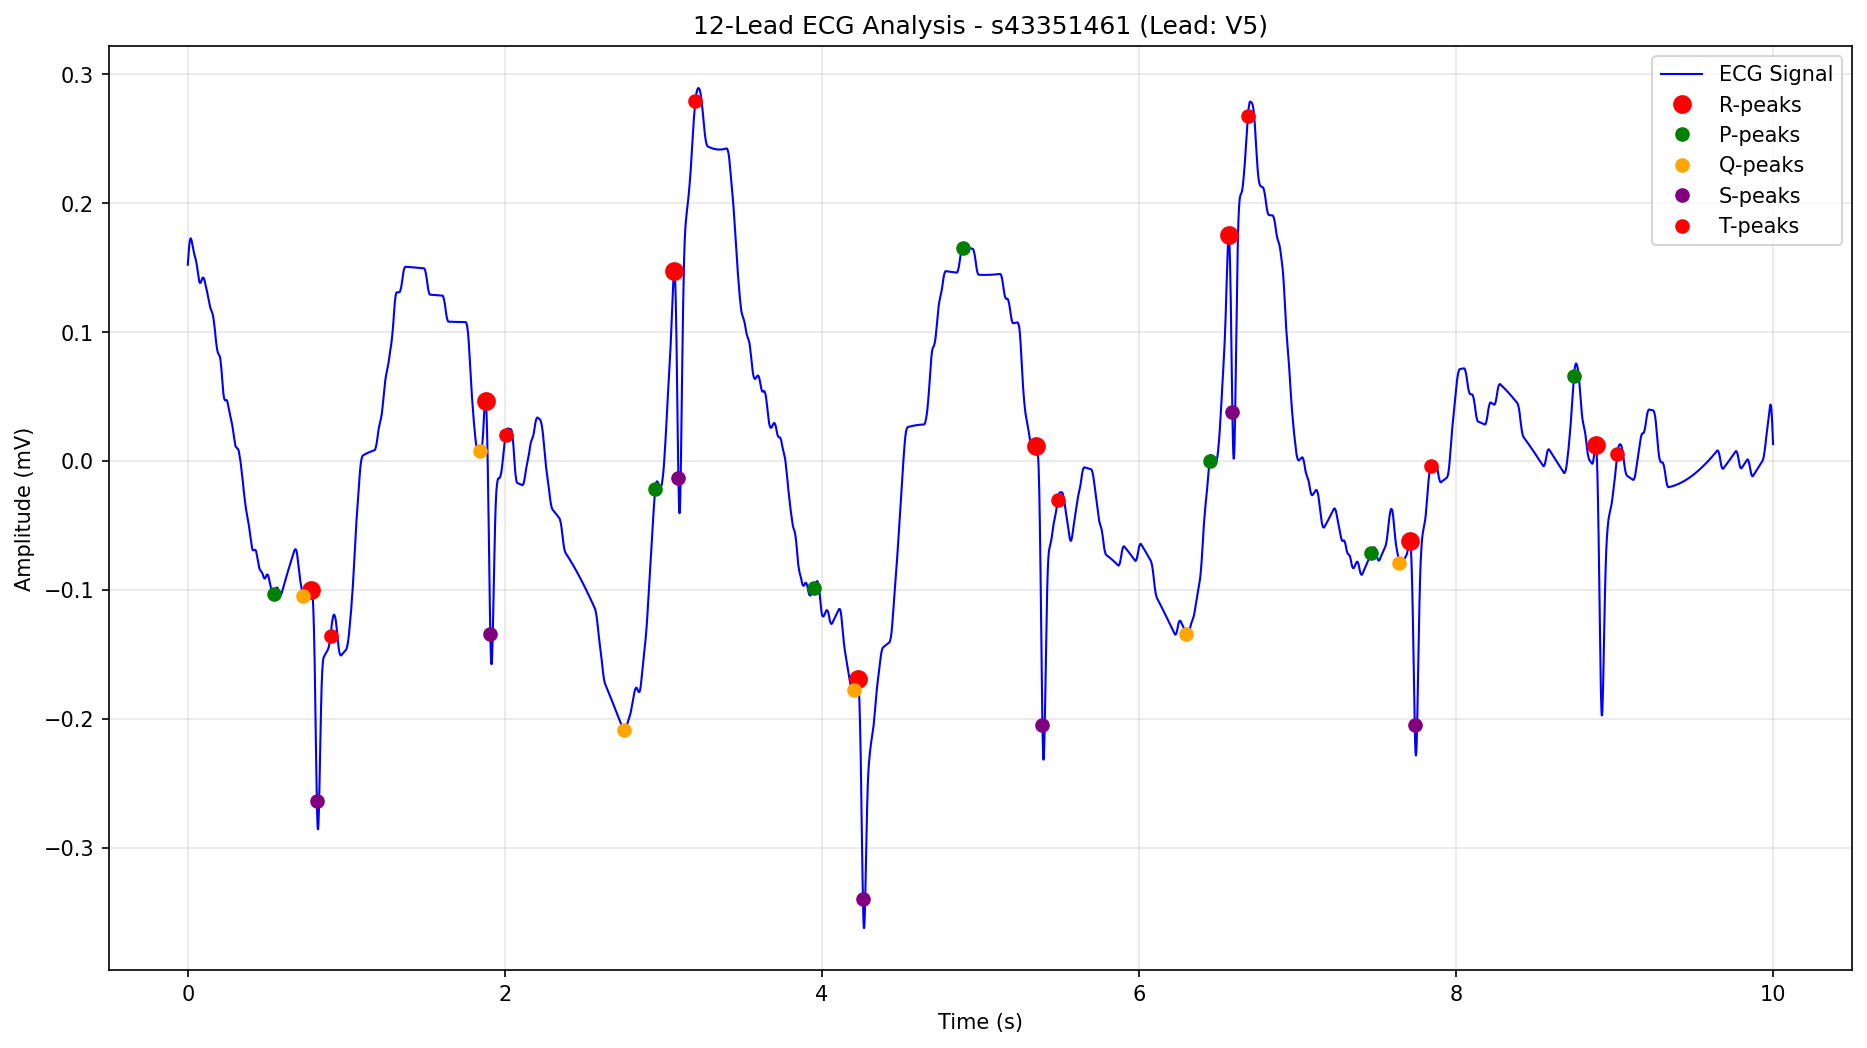 12-Lead ECG Analysis - s43351461 (Lead: V5)
Amplitude (mV)
0.3
0.2
0.1
0.0
−0.1
−0.2
−0.3
ECG Signal
R-peaks
P-peaks
Q-peaks
S-peaks
T-peaks
0 2 4 6 8 10
Time (s)